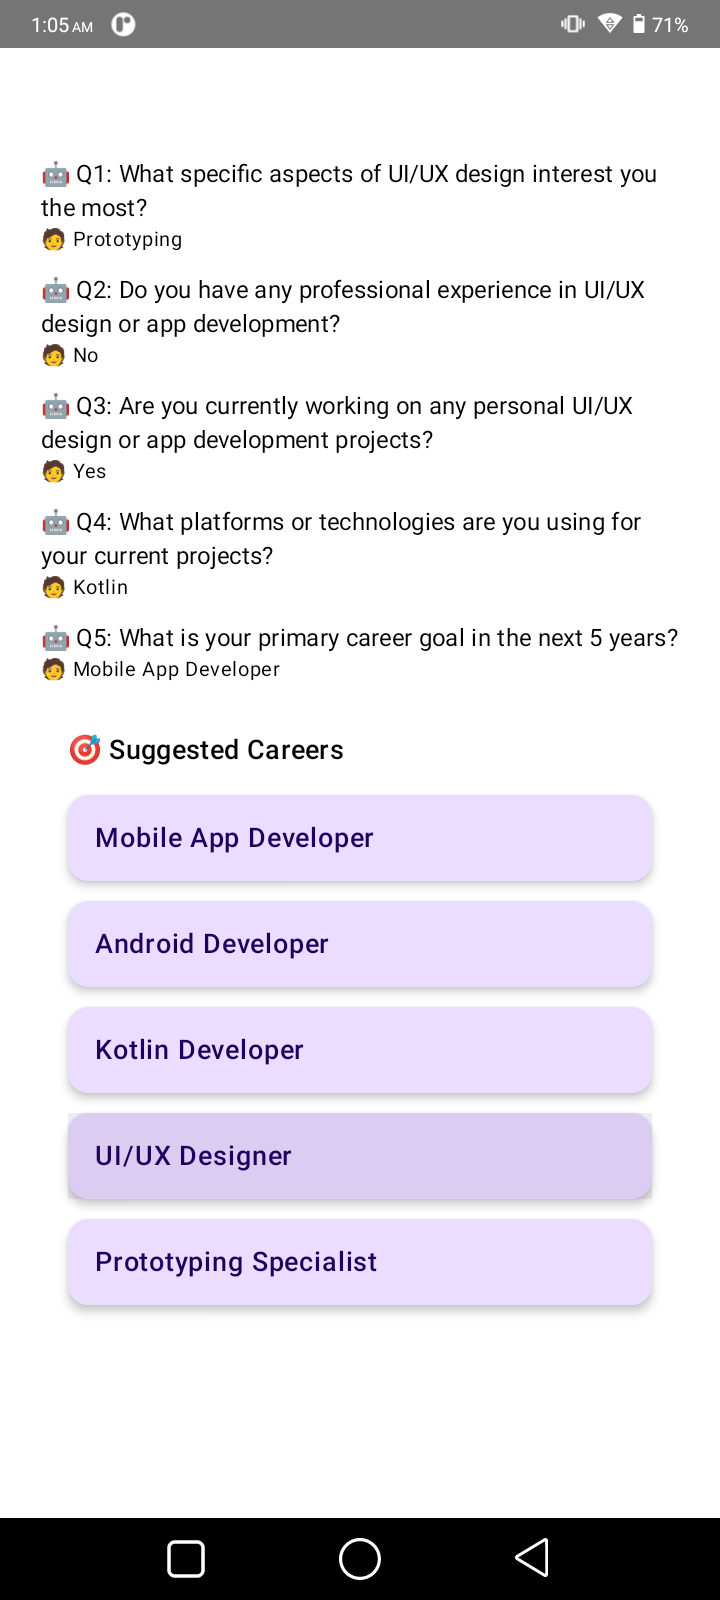 1:05 AM 71%
🤖 Q1: What specific aspects of UI/UX design interest you
the most?
🧑 Prototyping
🤖 Q2: Do you have any professional experience in UI/UX
design or app development?
🧑 No
🤖 Q3: Are you currently working on any personal UI/UX
design or app development projects?
🧑 Yes
🤖 Q4: What platforms or technologies are you using for
your current projects?
🧑 Kotlin
🤖 Q5: What is your primary career goal in the next 5 years?
🧑 Mobile App Developer
🎯 Suggested Careers
Mobile App Developer
Android Developer
Kotlin Developer
UI/UX Designer
Prototyping Specialist